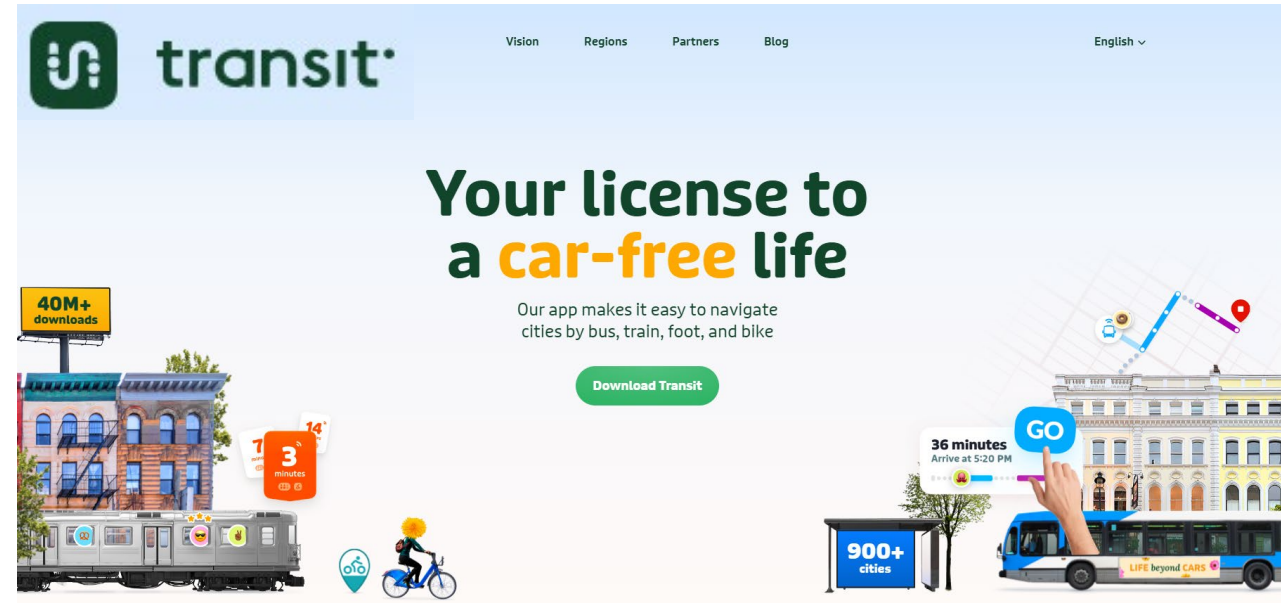 transit
Vision
Regions
Partners
Blog
English
Your license to
a car-free life
Our app makes it easy to navigate
cities by bus, train, foot, and bike
Download Transit
40M+
downloads
7
14
3
minutes
36 minutes
Arrive at 5:20 PM
GO
900+
cities
LIFE beyond CARS